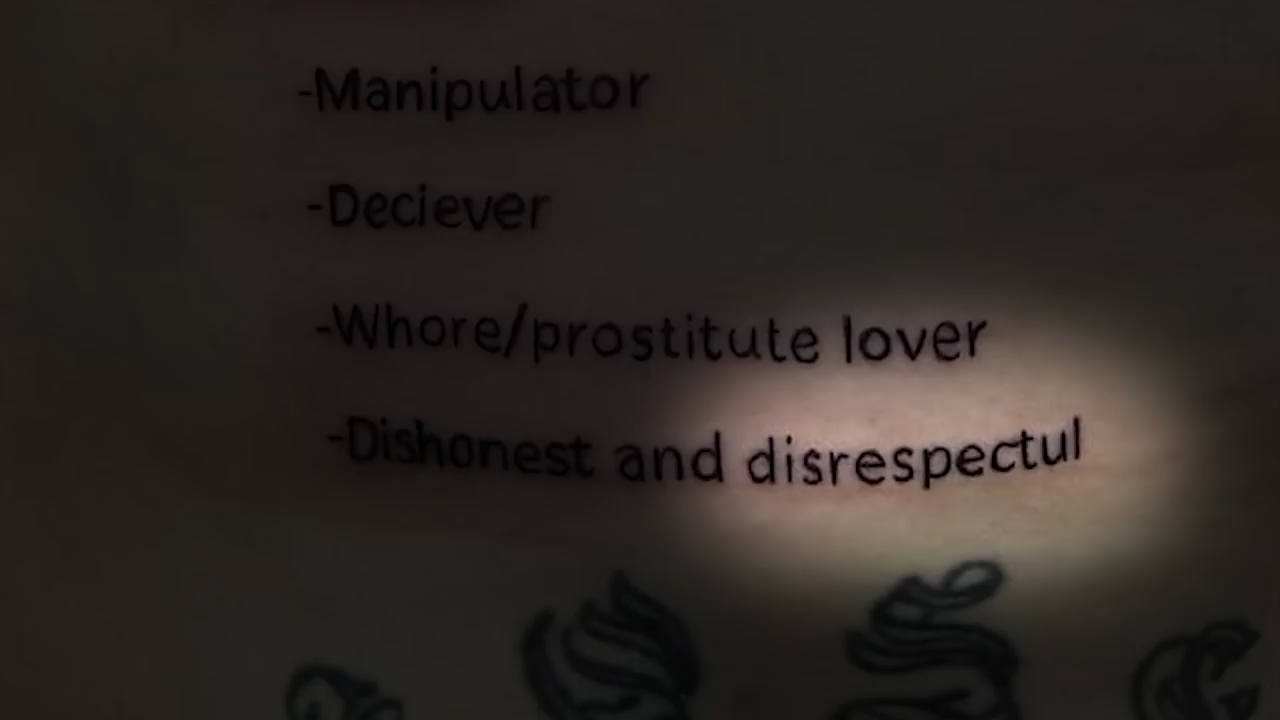 -Manipulator
-Deciever
-Whore/prostitute lover
-Dishonest and disrespectul